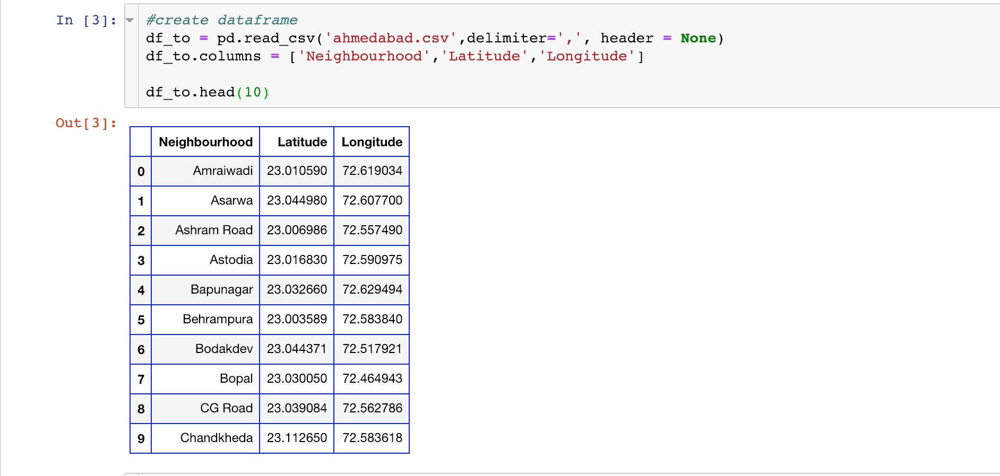 In [3]:
#create dataframe
df_to = pd.read_csv('ahmedabad.csv',delimiter=',', header = None)
df_to.columns = ['Neighbourhood','Latitude','Longitude']
df_to.head(10)
Out[3]:
Neighbourhood Latitude Longitude
0 Amraiwadi 23.010590 72.619034
1 Asarwa 23.044980 72.607700
2 Ashram Road 23.006986 72.557490
3 Astodia 23.016830 72.590975
4 Bapunagar 23.032660 72.629494
5 Behrampura 23.003589 72.583840
6 Bodakdev 23.044371 72.517921
7 Bopal 23.030050 72.464943
8 CG Road 23.039084 72.562786
9 Chandkheda 23.112650 72.583618